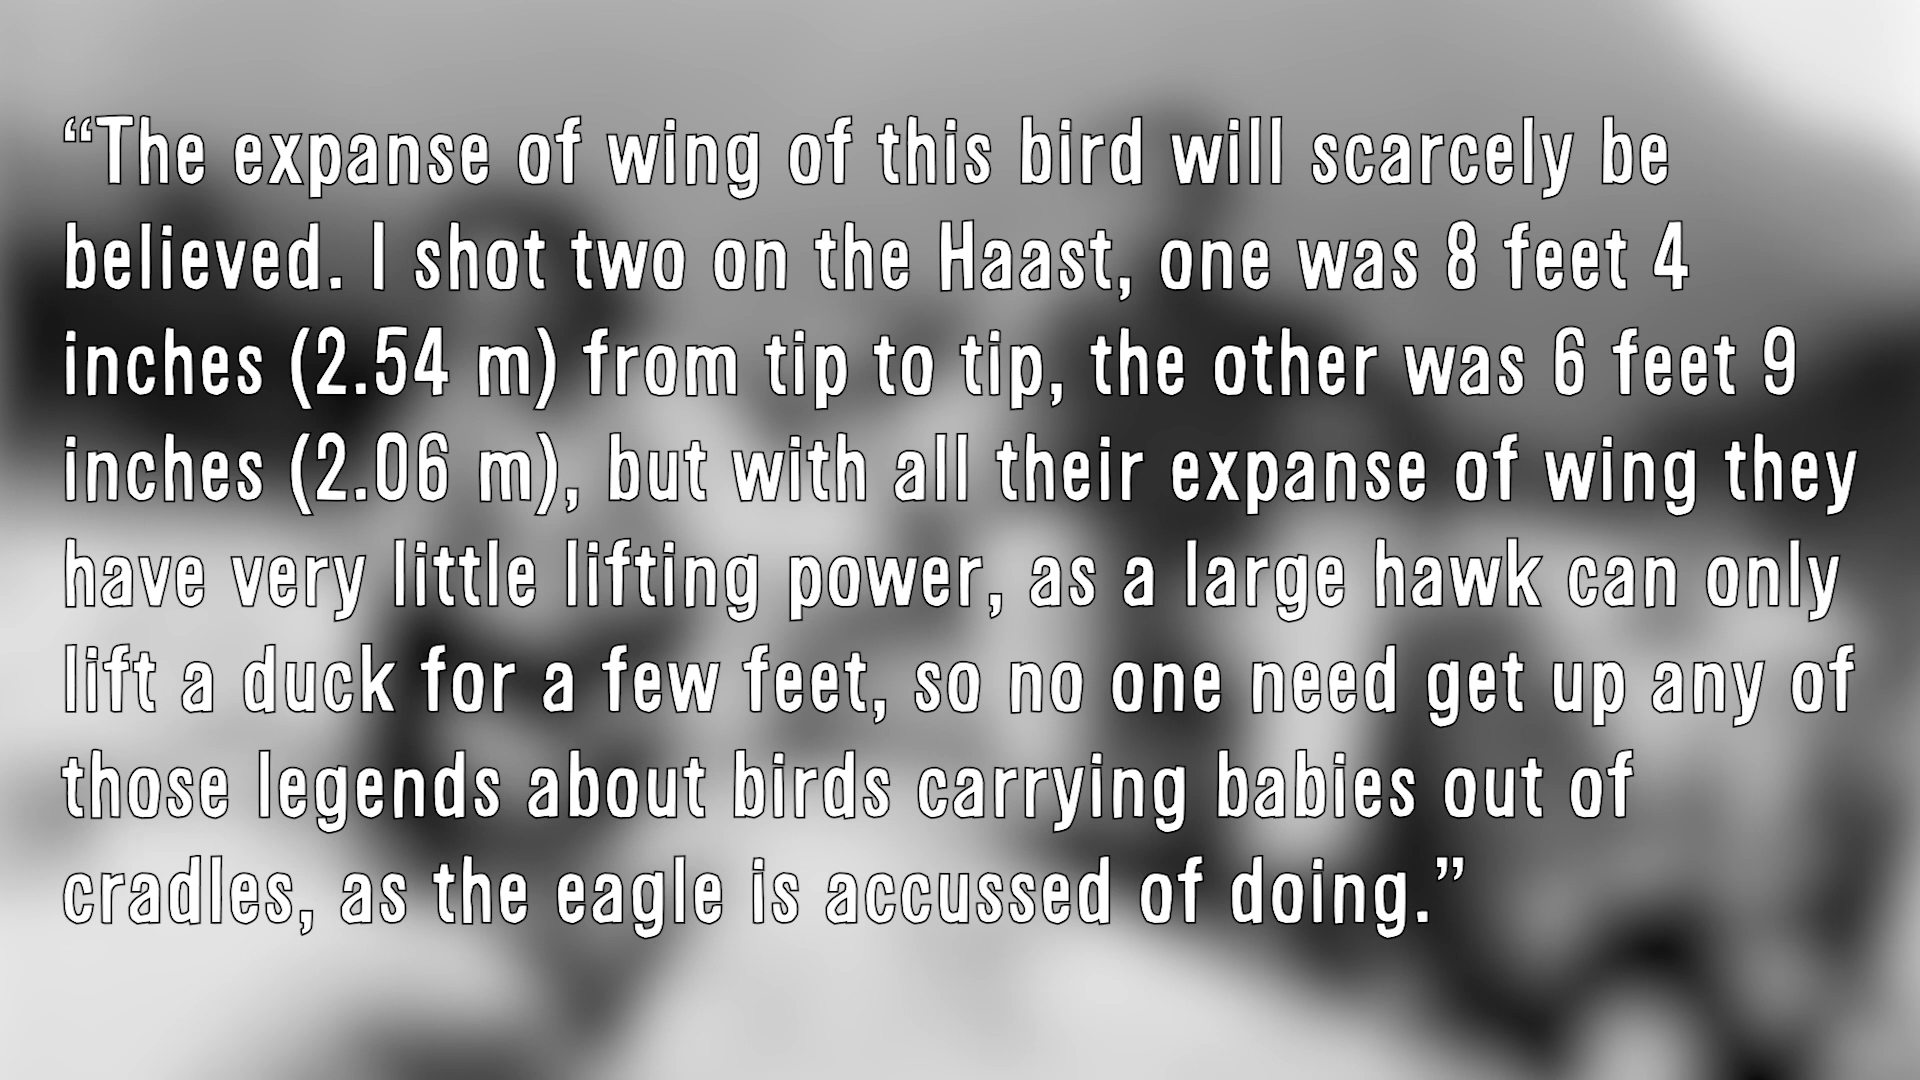 “The expanse of wing of this bird will scarcely be
believed. I shot two on the Haast, one was 8 feet 4
inches (2.54 m) from tip to tip, the other was 6 feet 9
inches (2.06 m), but with all their expanse of wing they
have very little lifting power, as a large hawk can only
lift a duck for a few feet, so no one need get up any of
those legends about birds carrying babies out of
cradles, as the eagle is accussed of doing.”